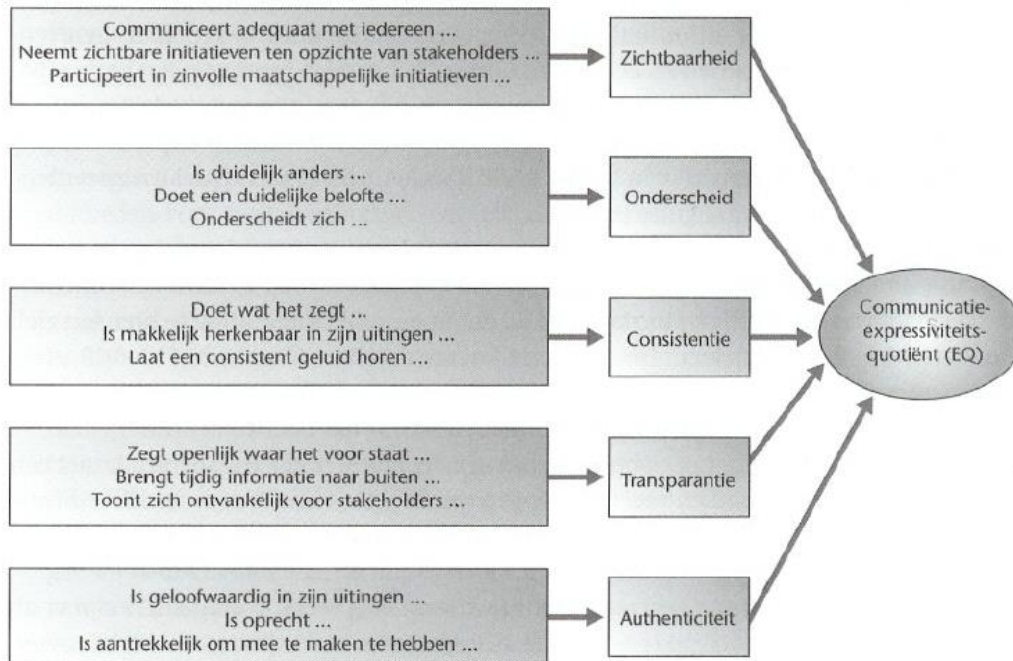 Communiceert adequaat met iedereen ...
Neemt zichtbare initiatieven ten opzichte van stakeholders ...
Participeert in zinvolle maatschappelijke initiatieven ...
Zichtbaarheid
Is duidelijk anders ...
Doet een duidelijke belofte ...
Onderscheidt zich ...
Onderscheid
Doet wat het zegt ...
Is makkelijk herkenbaar in zijn uitingen ...
Laat een consistent geluid horen ...
Consistentie
Zegt openlijk waar het voor staat ...
Brengt tijdig informatie naar buiten ...
Toont zich ontvankelijk voor stakeholders ...
Transparantie
Is geloofwaardig in zijn uitingen ...
Is oprecht ...
Is aantrekkelijk om mee te maken te hebben ...
Authenticiteit
Communicatie-
expressiviteits-
quotiënt (EQ)